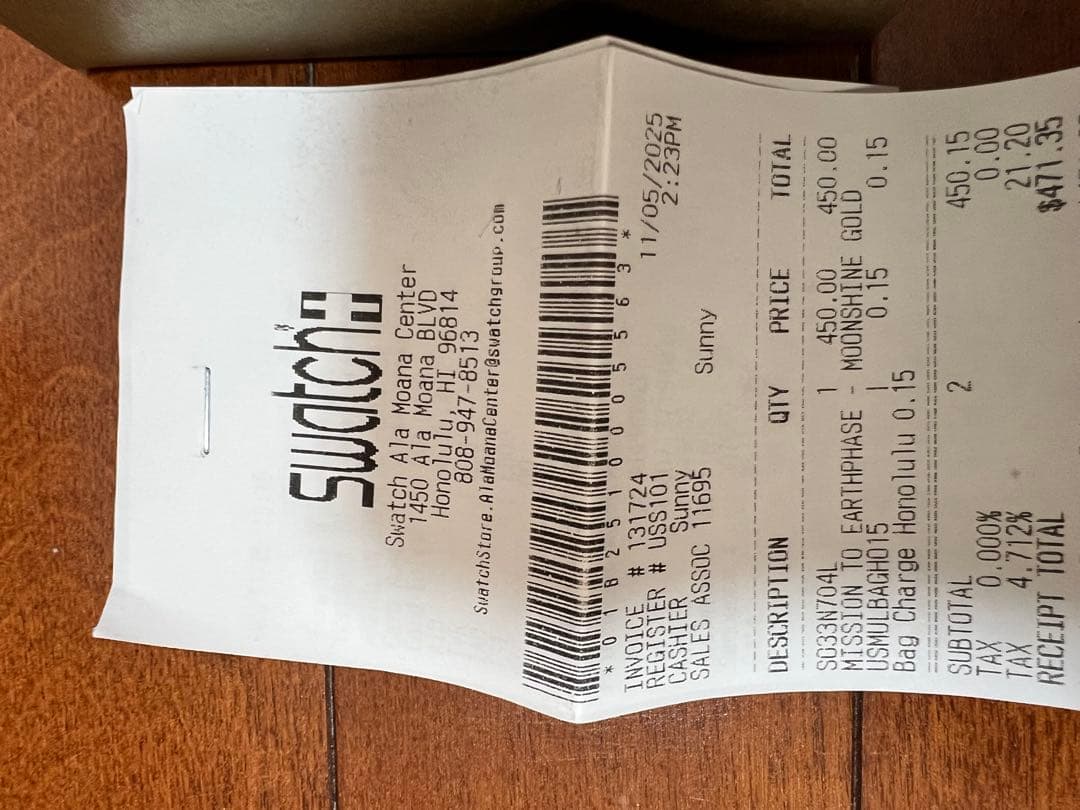 swatch
Swatch Ala Moana Center
1450 Ala Moana BLVD
Honolulu, HI 96814
808-947-8513
SwatchStore.AlaMoanaCenter@swatchgroup.com
* 0 1 B 2 5 1 0 0 0 5 5 6 3 *
INVOICE # 131724 11/05/2025
REGISTER # USS101 2:23PM
CASHIER Sunny
SALES ASSOC 11695 Sunny
DESCRIPTION QTY PRICE TOTAL
SO33N704L 1 450.00 450.00
MISSION TO EARTHPHASE - MOONSHINE GOLD
USMULBAGH015 1 0.15 0.15
Bag Charge Honolulu 0.15
SUBTOTAL 2 450.15
TAX 0.000% 0.00
TAX 4.712% 21.20
RECEIPT TOTAL $471.35